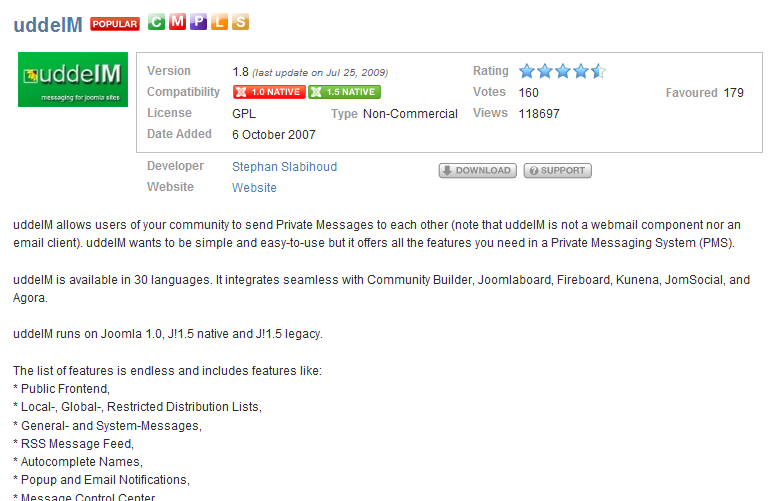 uddeIM POPULAR C M P L S
uddeIM
messaging for joomla sites
Version 1.8 (last update on Jul 25, 2009) Rating
Compatibility 1.0 NATIVE 1.5 NATIVE Votes 160 Favoured 179
License GPL Type Non-Commercial Views 118697
Date Added 6 October 2007
Developer Stephan Slabihoud DOWNLOAD SUPPORT
Website Website
uddeIM allows users of your community to send Private Messages to each other (note that uddeIM is not a webmail component nor an
email client). uddeIM wants to be simple and easy-to-use but it offers all the features you need in a Private Messaging System (PMS).
uddeIM is available in 30 languages. It integrates seamless with Community Builder, Joomlaboard, Fireboard, Kunena, JomSocial, and
Agora.
uddeIM runs on Joomla 1.0, J!1.5 native and J!1.5 legacy.
The list of features is endless and includes features like:
* Public Frontend,
* Local-, Global-, Restricted Distribution Lists,
* General- and System-Messages,
* RSS Message Feed,
* Autocomplete Names,
* Popup and Email Notifications,
* Message Control Center